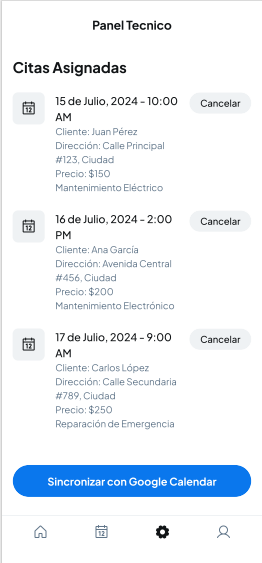 Panel Tecnico
Citas Asignadas
15 de Julio, 2024 - 10:00
AM
Cancelar
Cliente: Juan Pérez
Dirección: Calle Principal
#123, Ciudad
Precio: $150
Mantenimiento Eléctrico
16 de Julio, 2024 - 2:00
PM
Cancelar
Cliente: Ana García
Dirección: Avenida Central
#456, Ciudad
Precio: $200
Mantenimiento Electrónico
17 de Julio, 2024 - 9:00
AM
Cancelar
Cliente: Carlos López
Dirección: Calle Secundaria
#789, Ciudad
Precio: $250
Reparación de Emergencia
Sincronizar con Google Calendar